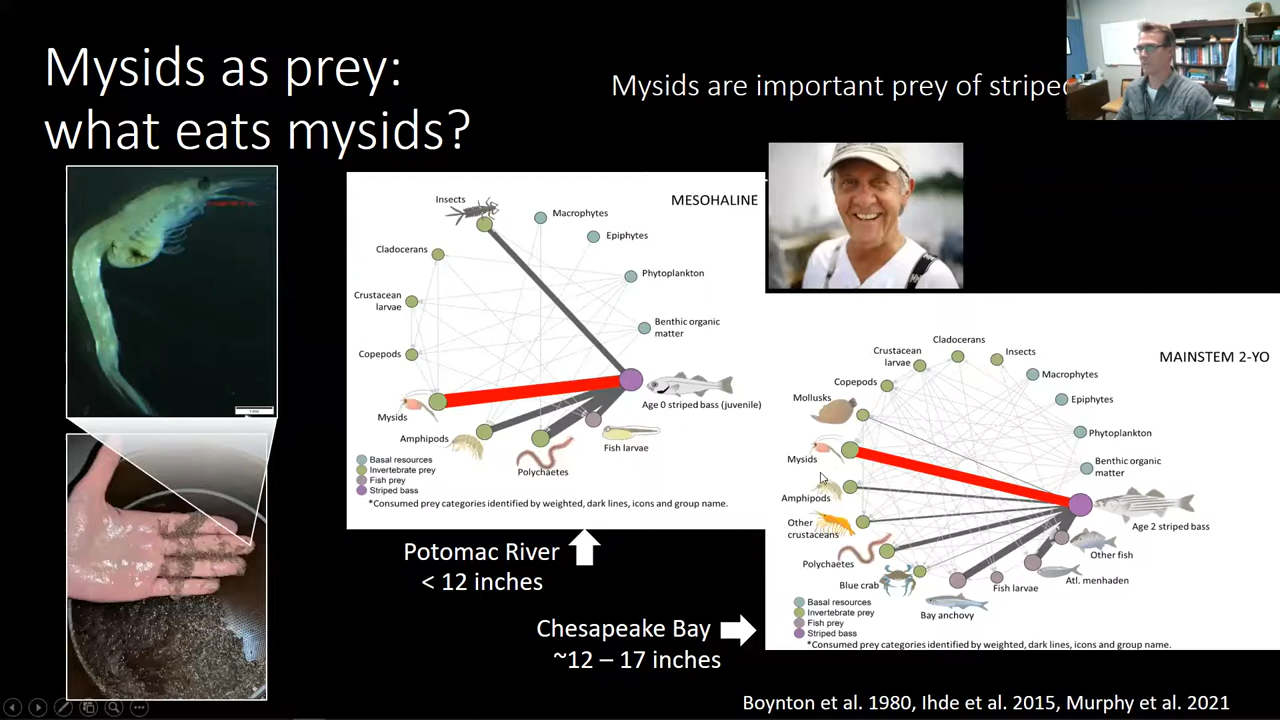 Mysids as prey:
what eats mysids?
Mysids are important prey of striped
MESOHALINE
Insects
Macrophytes
Epiphytes
Cladocerans
Phytoplankton
Crustacean
larvae
Benthic organic
matter
Copepods
Age 0 striped bass (juvenile)
Mysids
Amphipods
Fish larvae
Polychaetes
Basal resources
Invertebrate prey
Fish prey
Striped bass
*Consumed prey categories identified by weighted, dark lines, icons and group name.
Potomac River
< 12 inches
Chesapeake Bay
~12 – 17 inches
MAINSTEM 2-YO
Cladocerans
Crustacean
larvae
Insects
Copepods
Macrophytes
Mollusks
Epiphytes
Phytoplankton
Mysids
Benthic organic
matter
Amphipods
Age 2 striped bass
Other
crustaceans
Other fish
Polychaetes
Atl. menhaden
Blue crab
Fish larvae
Bay anchovy
Basal resources
Invertebrate prey
Fish prey
Striped bass
*Consumed prey categories identified by weighted, dark lines, icons and group name.
Boynton et al. 1980, Ihde et al. 2015, Murphy et al. 2021